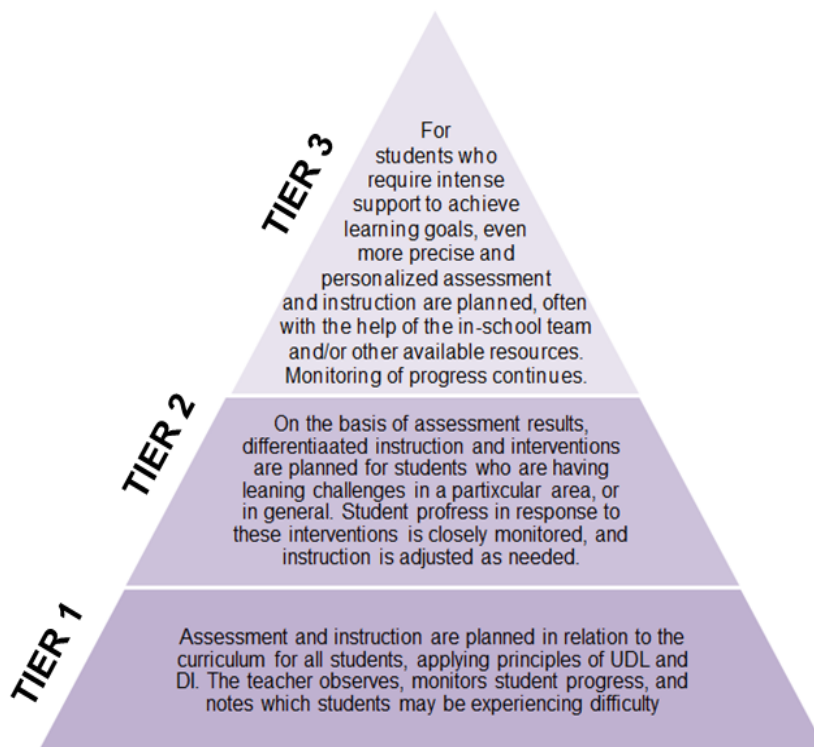 TIER 3
For
students who
require intense
support to achieve
learning goals, even
more precise and
personalized assessment
and instruction are planned, often
with the help of the in-school team
and/or other available resources.
Monitoring of progress continues.
TIER 2
On the basis of assessment results,
differentiaated instruction and interventions
are planned for students who are having
leaning challenges in a partixcular area, or
in general. Student profress in response to
these interventions is closely monitored, and
instruction is adjusted as needed.
TIER 1
Assessment and instruction are planned in relation to the
curriculum for all students, applying principles of UDL and
DI. The teacher observes, monitors student progress, and
notes which students may be experiencing difficulty